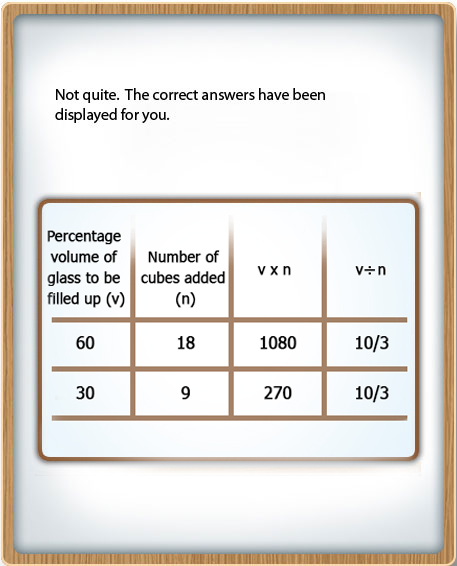 Not quite. The correct answers have been
displayed for you.
Percentage
volume of
glass to be
filled up (v)
Number of
cubes added
(n)
v x n
v÷n
60 18 1080 10/3
30 9 270 10/3